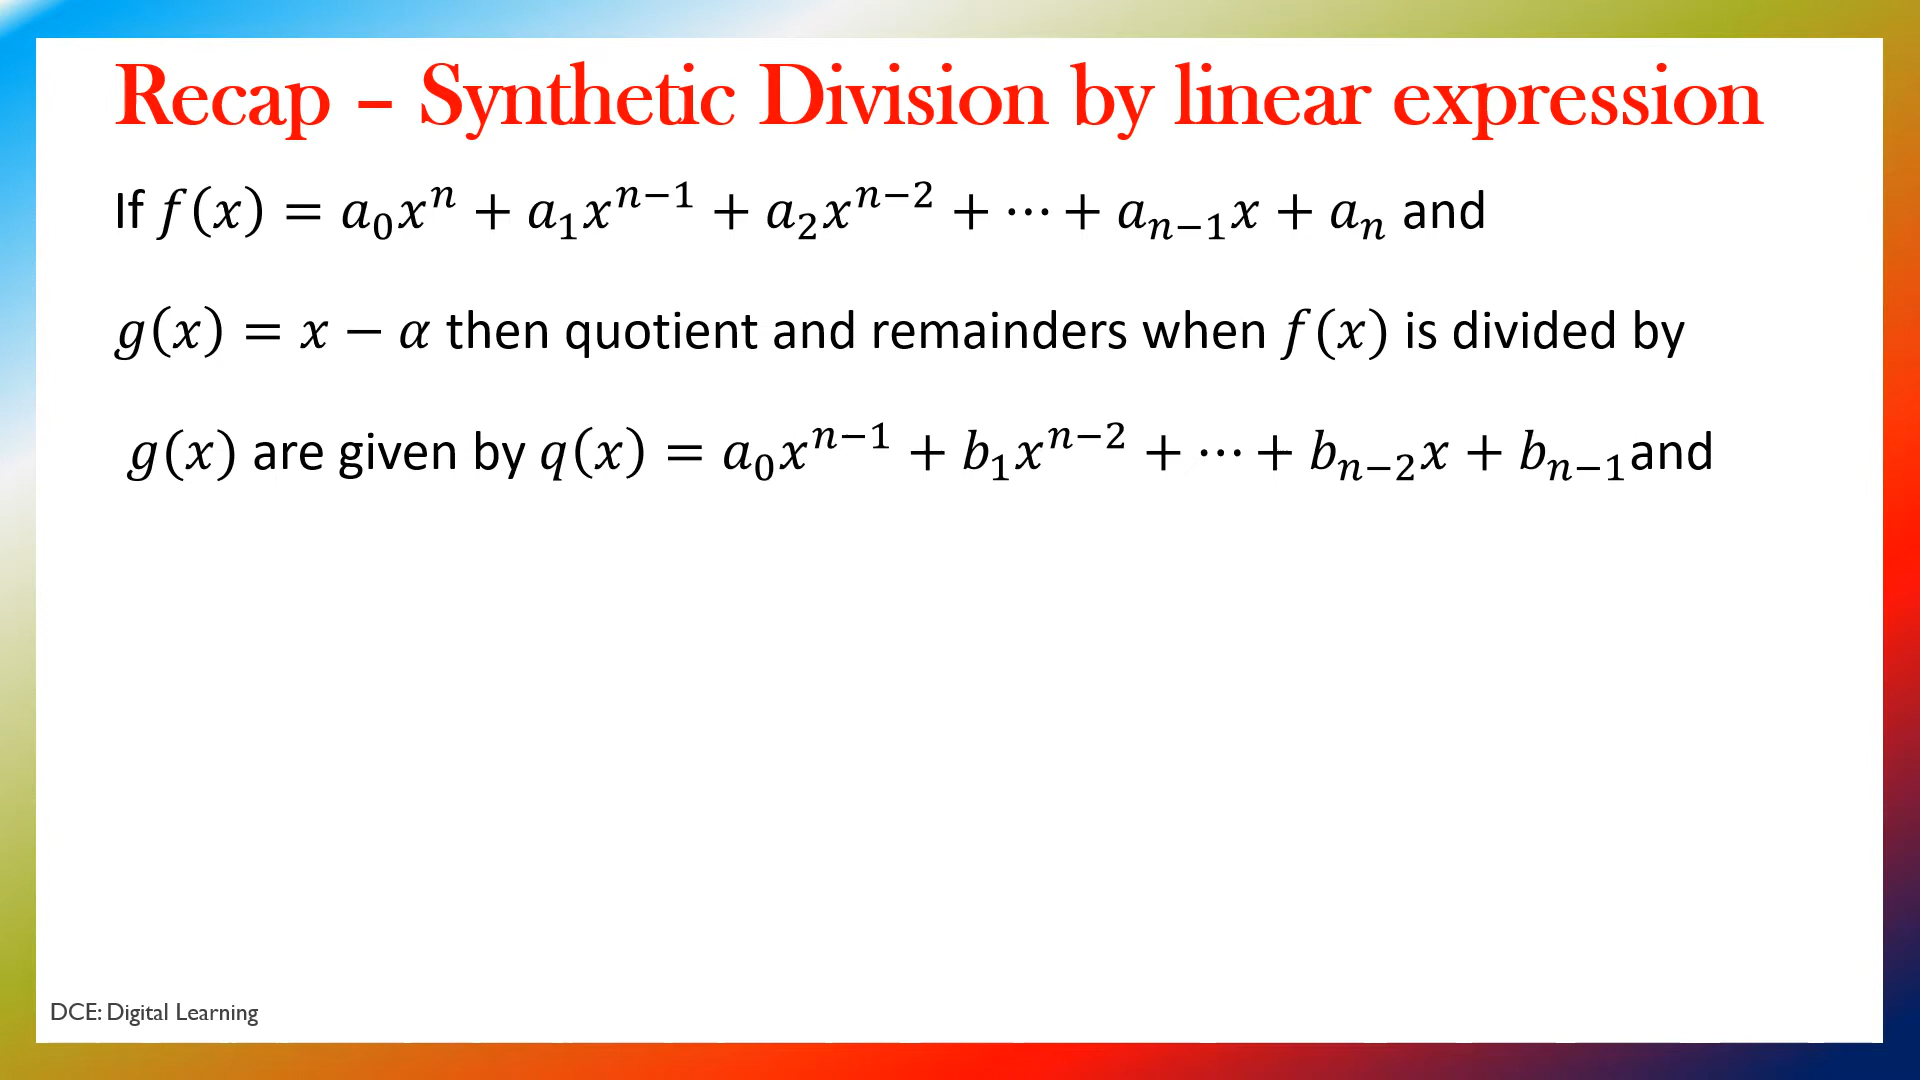 Recap – Synthetic Division by linear expression
If f(x) = a₀xⁿ + a₁xⁿ⁻¹ + a₂xⁿ⁻² + ⋯ + aₙ₋₁x + aₙ and
g(x) = x − α then quotient and remainders when f(x) is divided by
g(x) are given by q(x) = a₀xⁿ⁻¹ + b₁xⁿ⁻² + ⋯ + bₙ₋₂x + bₙ₋₁and
DCE: Digital Learning